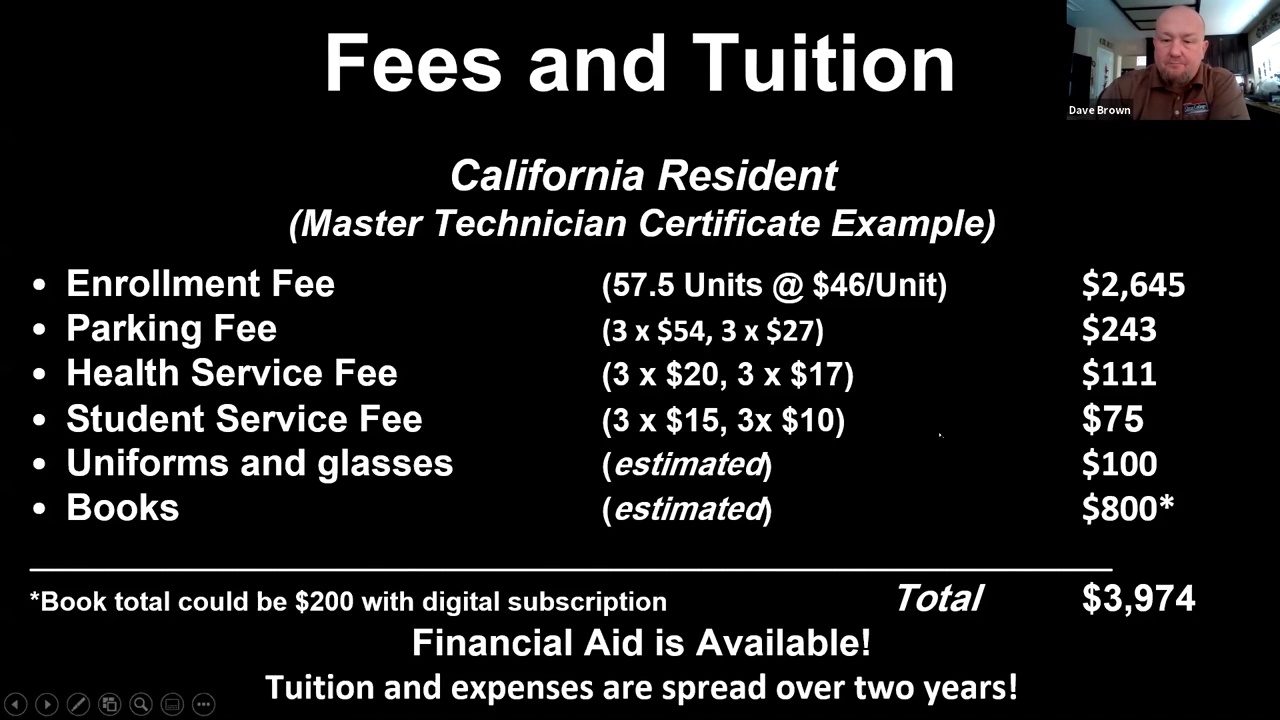 Fees and Tuition
Dave Brown
California Resident
(Master Technician Certificate Example)
• Enrollment Fee (57.5 Units @ $46/Unit) $2,645
• Parking Fee (3 x $54, 3 x $27) $243
• Health Service Fee (3 x $20, 3 x $17) $111
• Student Service Fee (3 x $15, 3x $10) $75
• Uniforms and glasses (estimated) $100
• Books (estimated) $800*
*Book total could be $200 with digital subscription Total $3,974
Financial Aid is Available!
Tuition and expenses are spread over two years!